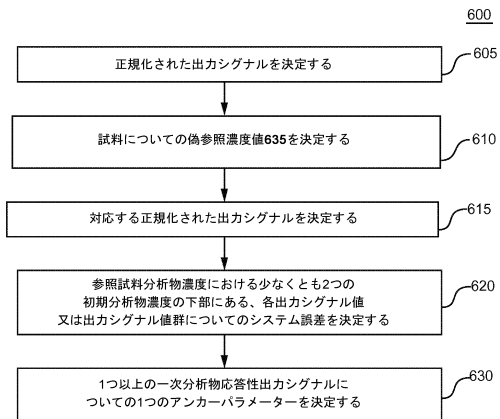 600
正規化された出力シグナルを決定する
605
試料についての偽参照濃度値635を決定する
610
対応する正規化された出力シグナルを決定する
615
参照試料分析物濃度における少なくとも2つの
初期分析物濃度の下部にある、各出力シグナル値
又は出力シグナル値群についてのシステム誤差を決定する
620
1つ以上の一次分析物応答性出力シグナルに
ついての1つのアンカーパラメーターを決定する
630